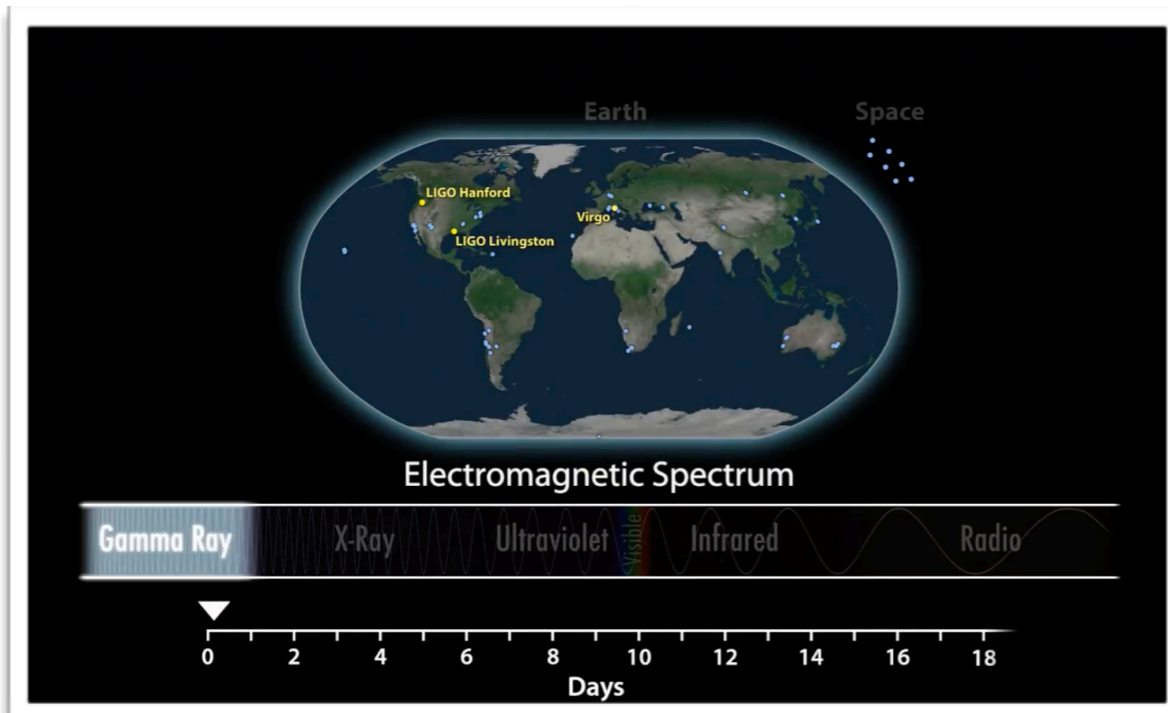 Earth Space
LIGO Hanford
Virgo
LIGO Livingston
Electromagnetic Spectrum
Gamma Ray X-Ray Ultraviolet Visible Infrared Radio
0 2 4 6 8 10 12 14 16 18
Days